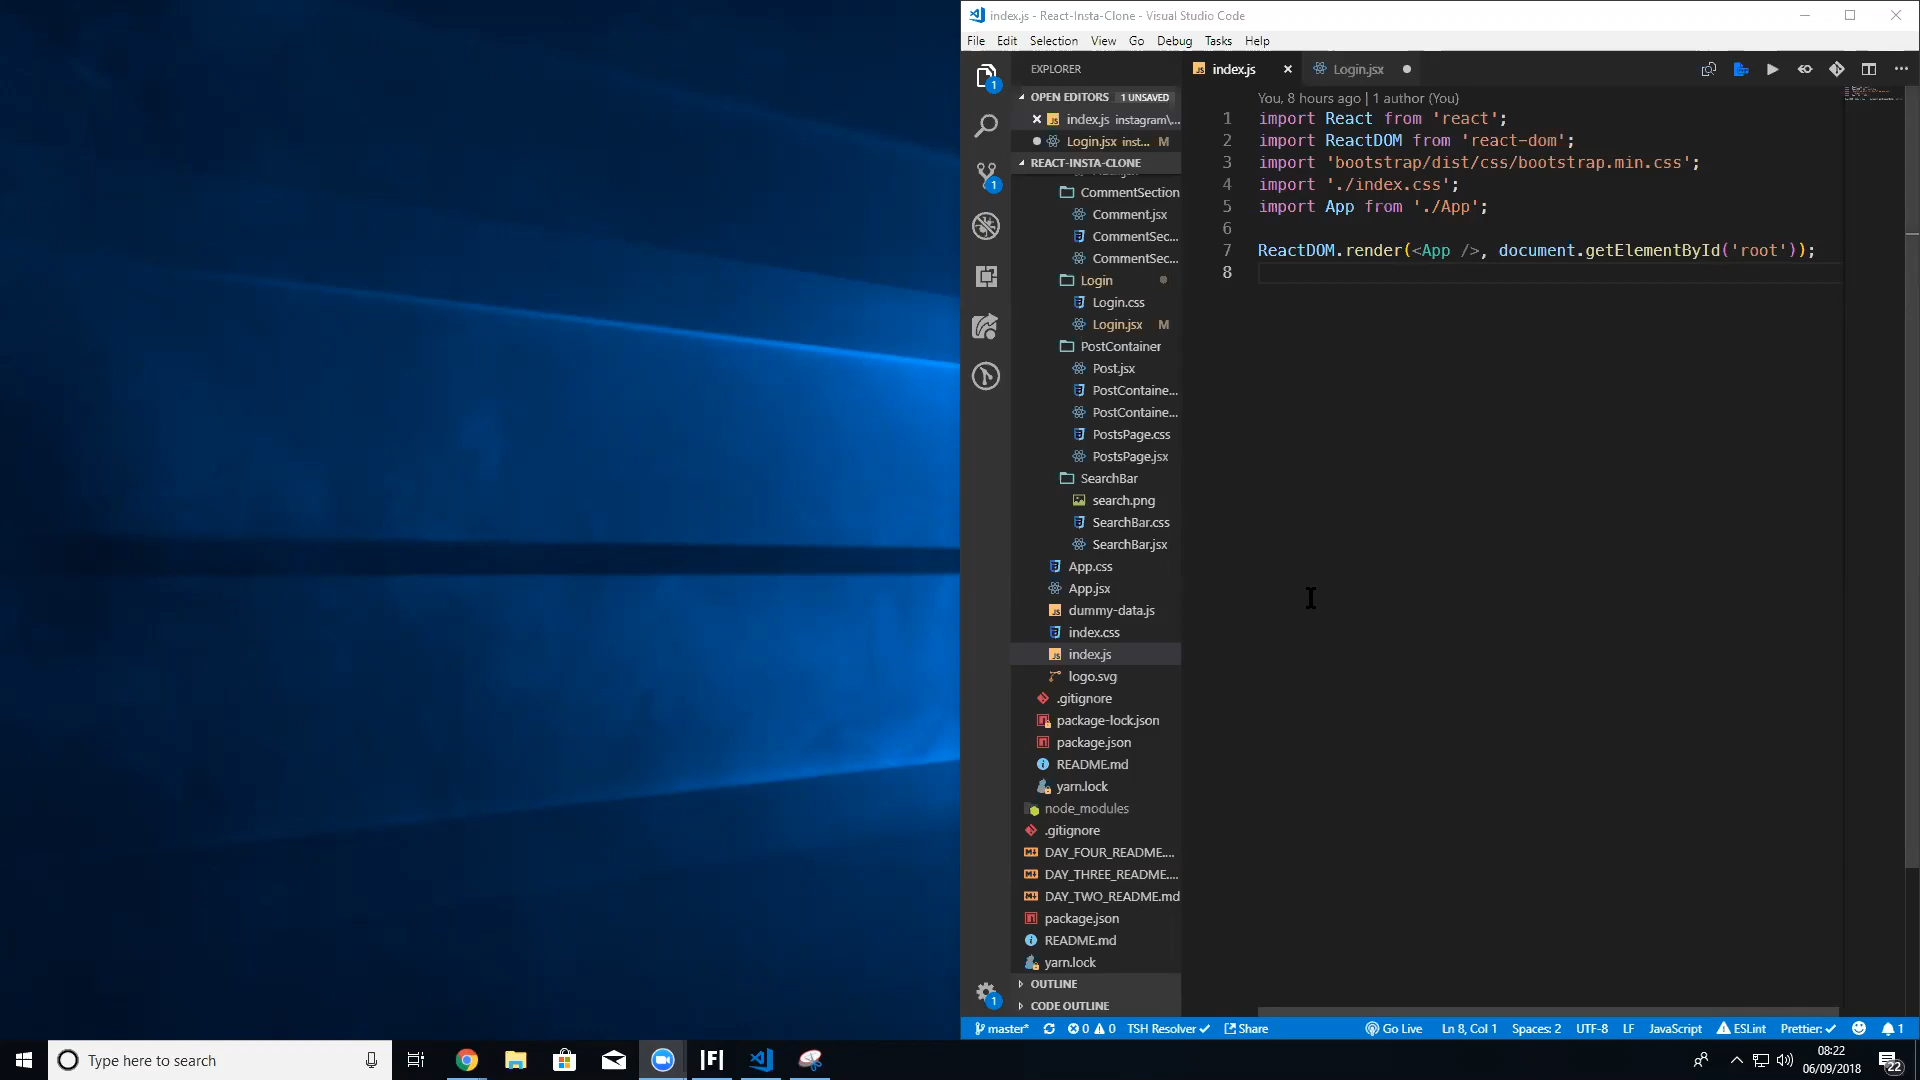 index.js - React-Insta-Clone - Visual Studio Code
File Edit Selection View Go Debug Tasks Help
EXPLORER
OPEN EDITORS 1 UNSAVED
index.js instagram\...
Login.jsx inst... M
REACT-INSTA-CLONE
CommentSection
Comment.jsx
CommentSec...
CommentSec...
Login
Login.css
Login.jsx M
PostContainer
Post.jsx
PostContaine...
PostContaine...
PostsPage.css
PostsPage.jsx
SearchBar
search.png
SearchBar.css
SearchBar.jsx
App.css
App.jsx
dummy-data.js
index.css
index.js
logo.svg
.gitignore
package-lock.json
package.json
README.md
yarn.lock
node_modules
.gitignore
DAY_FOUR_README....
DAY_THREE_README....
DAY_TWO_README.md
package.json
README.md
yarn.lock
OUTLINE
CODE OUTLINE
1
1
1
index.js Login.jsx
You, 8 hours ago | 1 author (You)
1 import React from 'react';
2 import ReactDOM from 'react-dom';
3 import 'bootstrap/dist/css/bootstrap.min.css';
4 import './index.css';
5 import App from './App';
6
7 ReactDOM.render(<App />, document.getElementById('root'));
8
master* 0 0 TSH Resolver Share Go Live Ln 8, Col 1 Spaces: 2 UTF-8 LF JavaScript ESLint Prettier: 1
Type here to search
|F|
08:22
06/09/2018
22